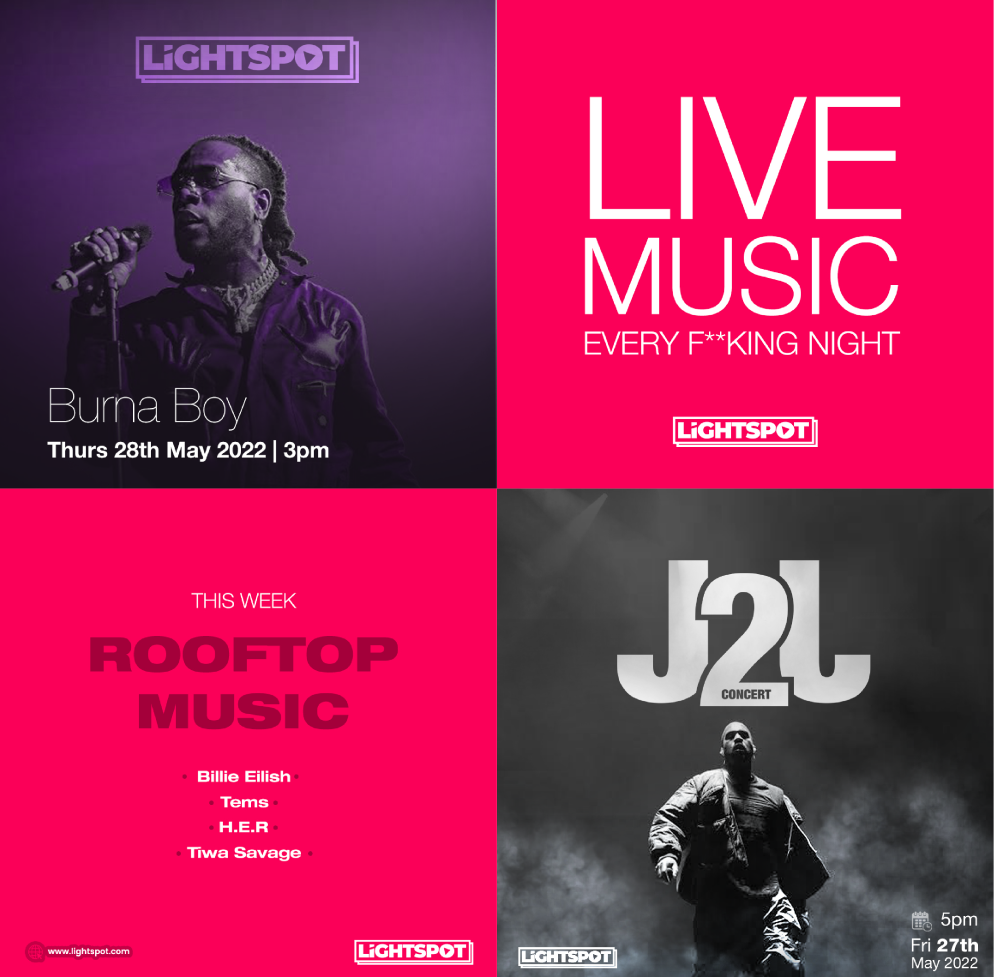 LiGHTSPOT
Burna Boy
Thurs 28th May 2022 | 3pm
LIVE
MUSIC
EVERY F**KING NIGHT
LiGHTSPOT
THIS WEEK
ROOFTOP
MUSIC
• Billie Eilish •
• Tems •
• H.E.R •
• Tiwa Savage •
www.lightspot.com
LiGHTSPOT
J2J
CONCERT
5pm
Fri 27th
May 2022
LiGHTSPOT